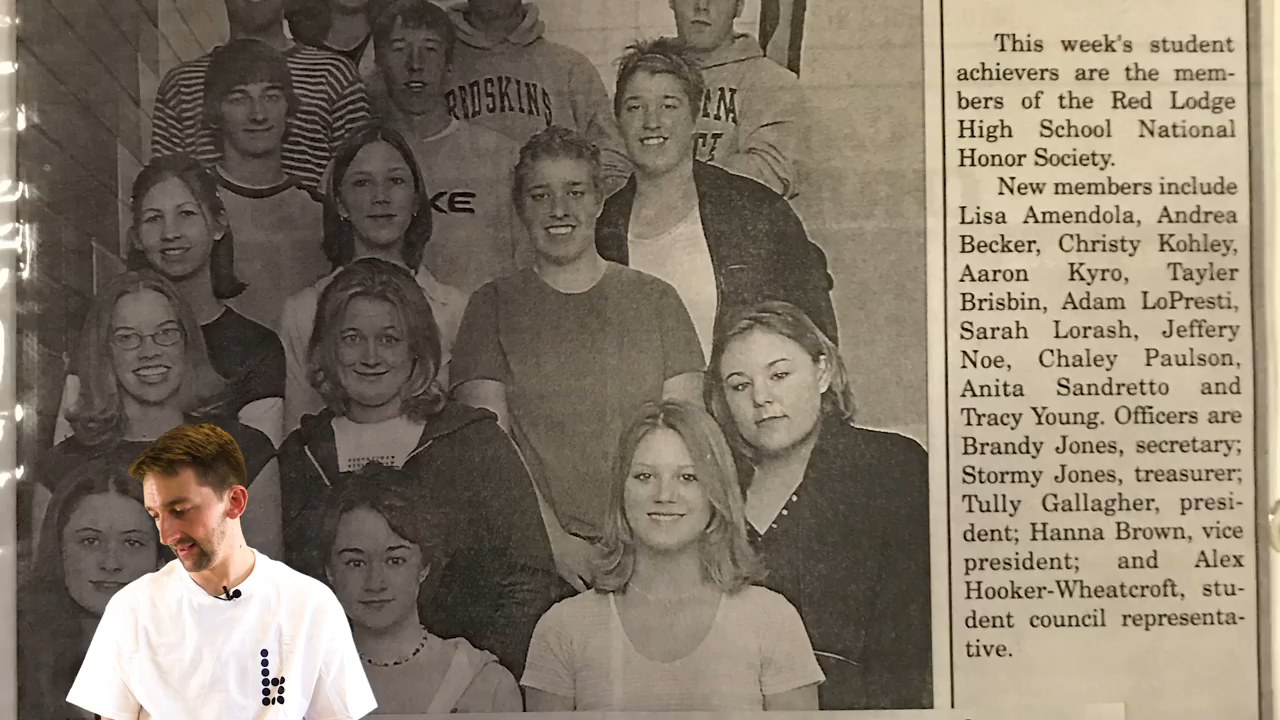 REDSKINS
EM
KE
This week's student
achievers are the mem-
bers of the Red Lodge
High School National
Honor Society.
New members include
Lisa Amendola, Andrea
Becker, Christy Kohley,
Aaron Kyro, Tayler
Brisbin, Adam LoPresti,
Sarah Lorash, Jeffery
Noe, Chaley Paulson,
Anita Sandretto and
Tracy Young. Officers are
Brandy Jones, secretary;
Stormy Jones, treasurer;
Tully Gallagher, presi-
dent; Hanna Brown, vice
president; and Alex
Hooker-Wheatcroft, stu-
dent council representa-
tive.